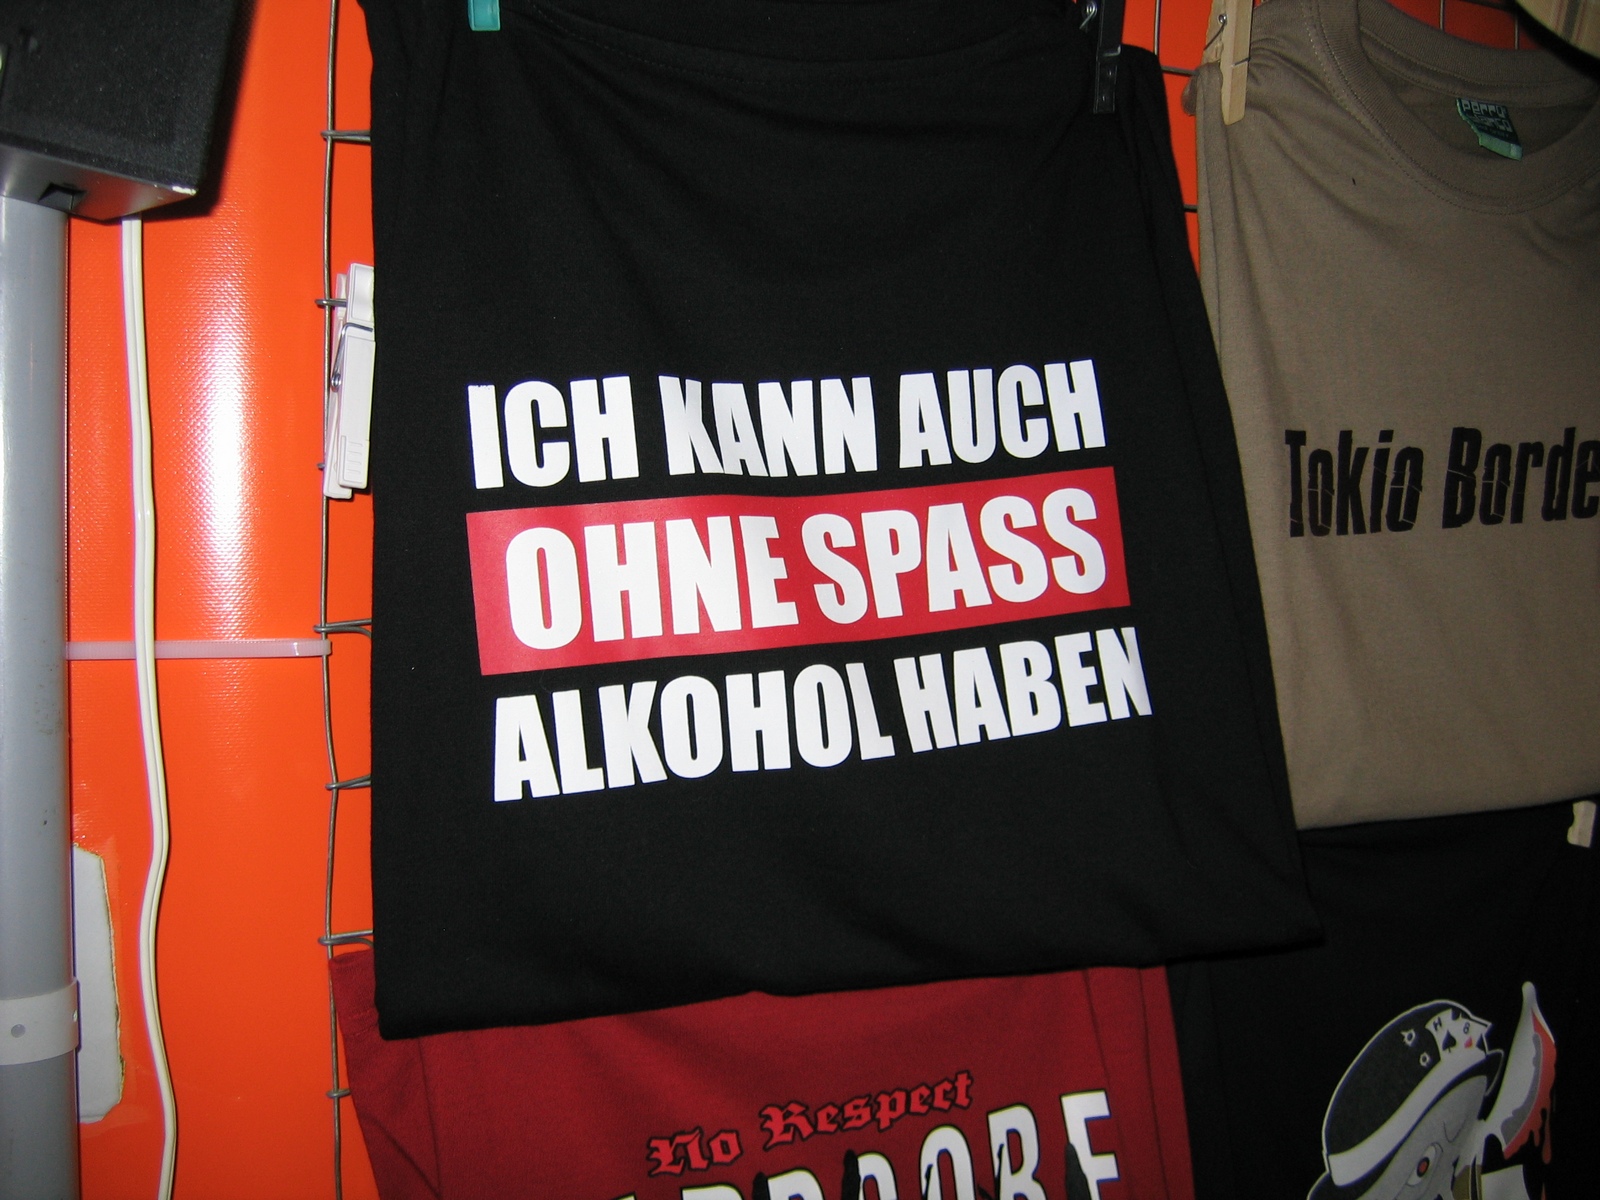 ICH KANN AUCH
OHNE SPASS
ALKOHOL HABEN
Tokio Borde
No Respect